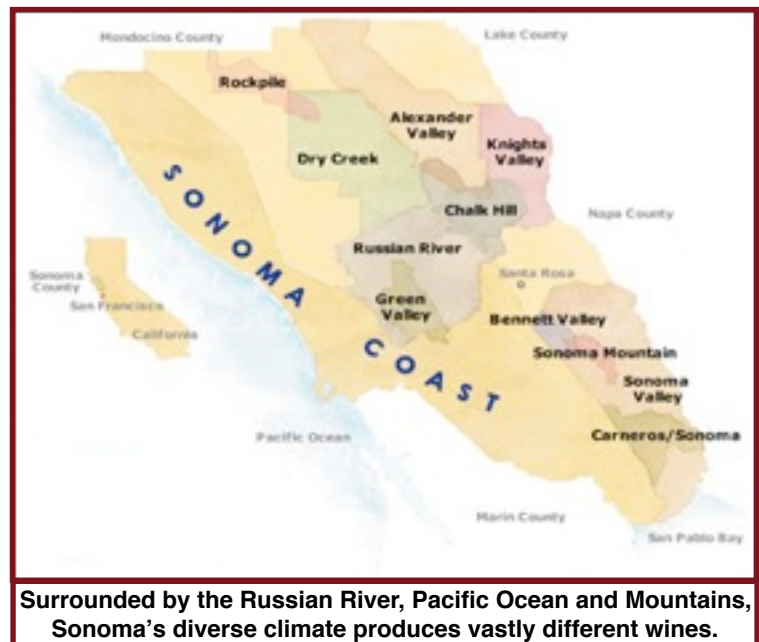 Mendocino County
Lake County
Rockpile
Alexander
Valley
Knights
Valley
Dry Creek
Chalk Hill
Napa County
SONOMA
COAST
Russian River
Santa Rosa
Sonoma
County
San Francisco
California
Green
Valley
Bennett Valley
Sonoma Mountain
Sonoma
Valley
Carneros/Sonoma
Pacific Ocean
Marin County
San Pablo Bay
Surrounded by the Russian River, Pacific Ocean and Mountains,
Sonoma's diverse climate produces vastly different wines.